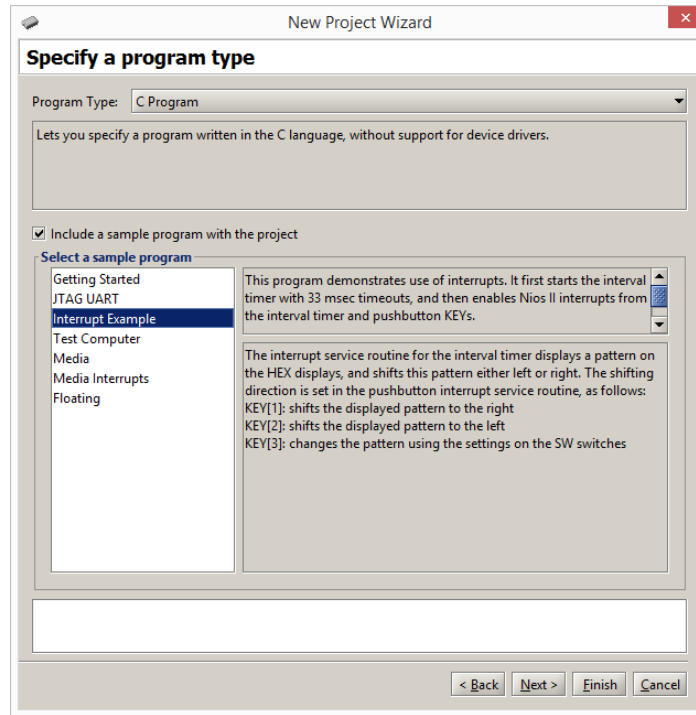 New Project Wizard
Specify a program type
Program Type: C Program
Lets you specify a program written in the C language, without support for device drivers.
Include a sample program with the project
Select a sample program
Getting Started
JTAG UART
Interrupt Example
Test Computer
Media
Media Interrupts
Floating
This program demonstrates use of interrupts. It first starts the interval
timer with 33 msec timeouts, and then enables Nios II interrupts from
the interval timer and pushbutton KEYs.
The interrupt service routine for the interval timer displays a pattern on
the HEX displays, and shifts this pattern either left or right. The shifting
direction is set in the pushbutton interrupt service routine, as follows:
KEY[1]: shifts the displayed pattern to the right
KEY[2]: shifts the displayed pattern to the left
KEY[3]: changes the pattern using the settings on the SW switches
< Back Next > Finish Cancel